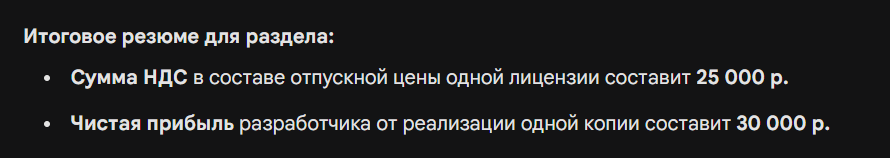 Итоговое резюме для раздела:
• Сумма НДС в составе отпускной цены одной лицензии составит 25 000 р.
• Чистая прибыль разработчика от реализации одной копии составит 30 000 р.